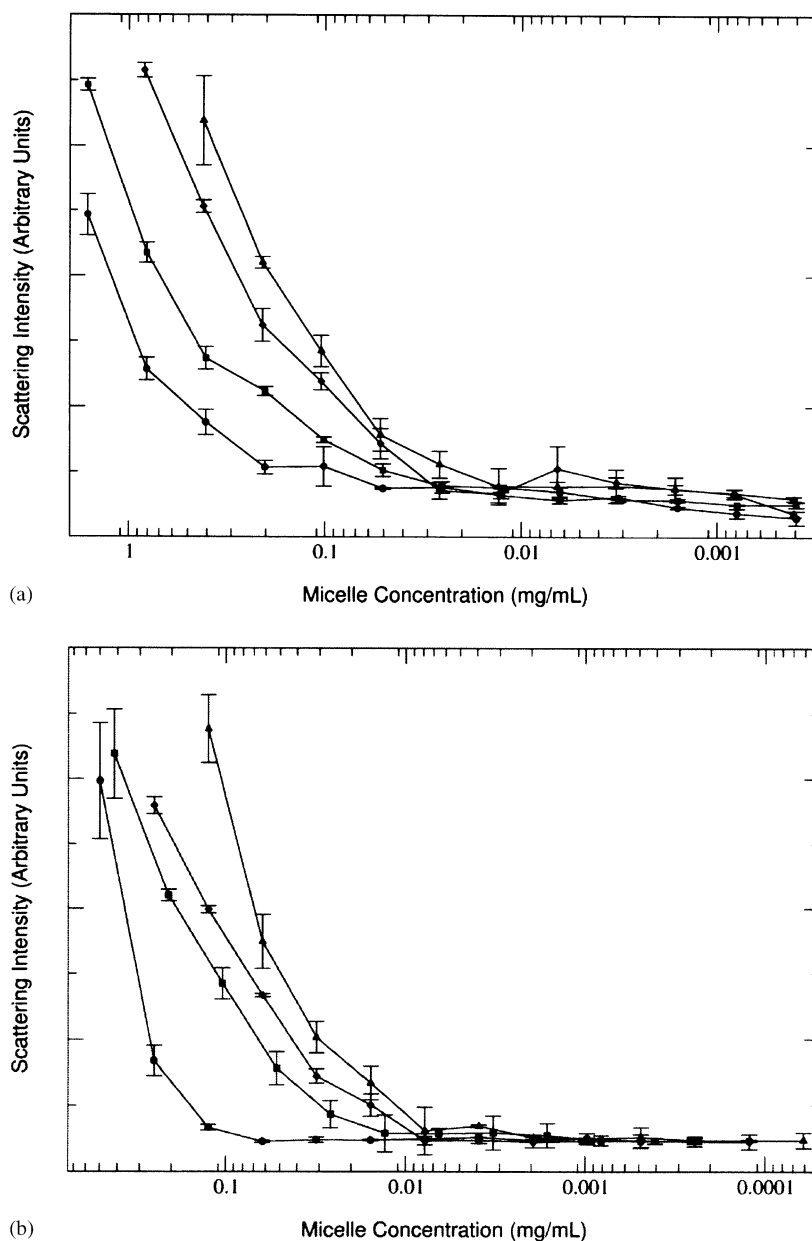 Scattering Intensity (Arbitrary Units)
1 0.1 0.01 0.001
(a)
Micelle Concentration (mg/mL)
Scattering Intensity (Arbitrary Units)
0.1 0.01 0.001 0.0001
(b)
Micelle Concentration (mg/mL)